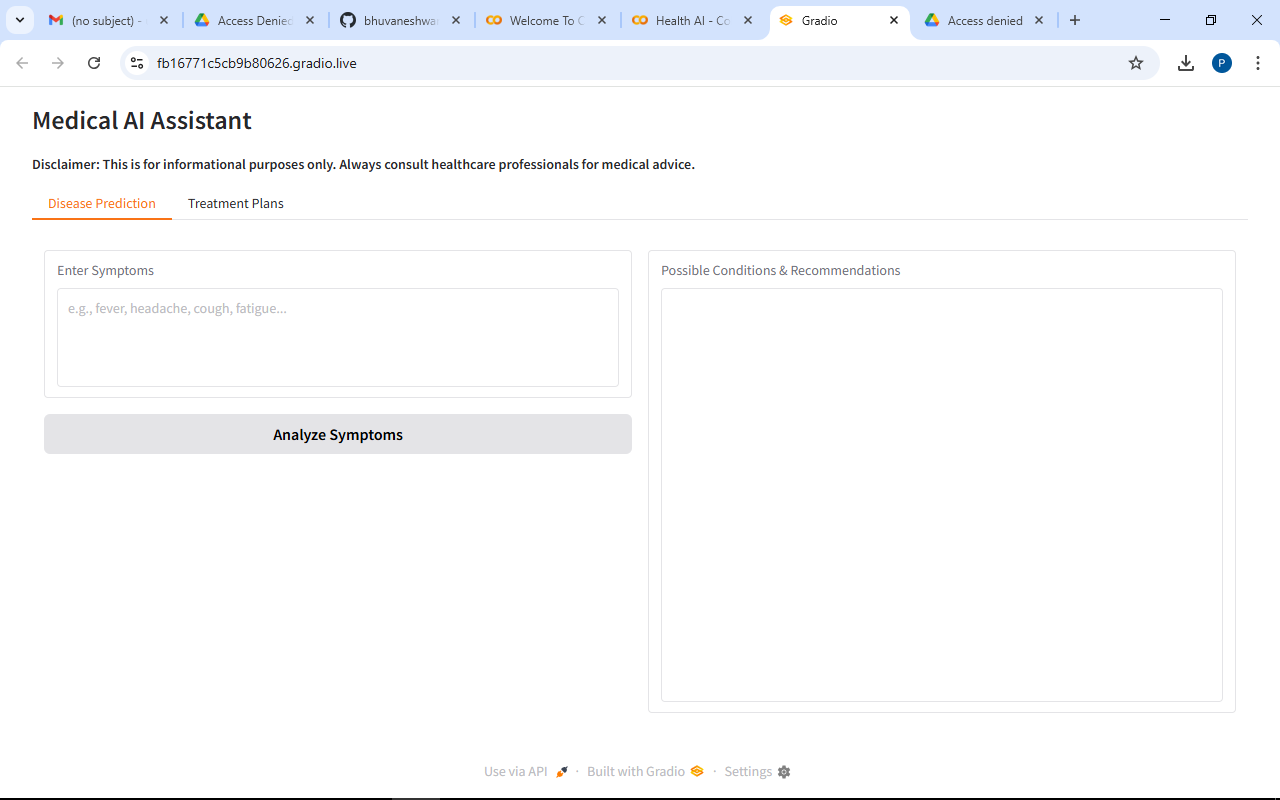 (no subject) -
Access Denied
bhuvaneshwar
Welcome To C
Health AI - Co
Gradio
Access denied
fb16771c5cb9b80626.gradio.live
P
Medical AI Assistant
Disclaimer: This is for informational purposes only. Always consult healthcare professionals for medical advice.
Disease Prediction
Treatment Plans
Enter Symptoms
e.g., fever, headache, cough, fatigue...
Analyze Symptoms
Possible Conditions & Recommendations
Use via API · Built with Gradio · Settings